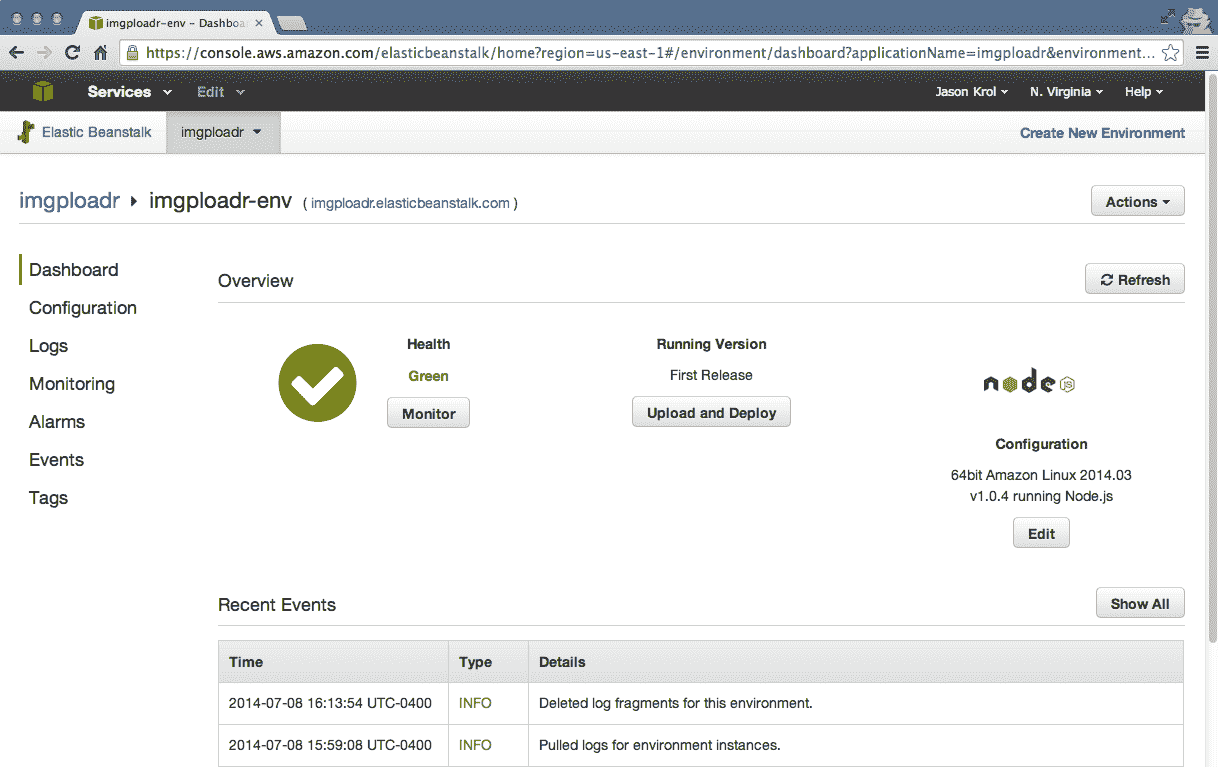 imgploadr-env – Dashboa
https://console.aws.amazon.com/elasticbeanstalk/home?region=us-east-1#/environment/dashboard?applicationName=imgploadr&environment...
Services Edit Jason Krol N. Virginia Help
Elastic Beanstalk imgploadr Create New Environment
imgploadr imgploadr-env ( imgploadr.elasticbeanstalk.com ) Actions
Dashboard
Configuration
Logs
Monitoring
Alarms
Events
Tags
Overview Refresh
Health
Green
Monitor
Running Version
First Release
Upload and Deploy
node JS
Configuration
64bit Amazon Linux 2014.03
v1.0.4 running Node.js
Edit
Recent Events Show All
Time Type Details
2014-07-08 16:13:54 UTC-0400 INFO Deleted log fragments for this environment.
2014-07-08 15:59:08 UTC-0400 INFO Pulled logs for environment instances.